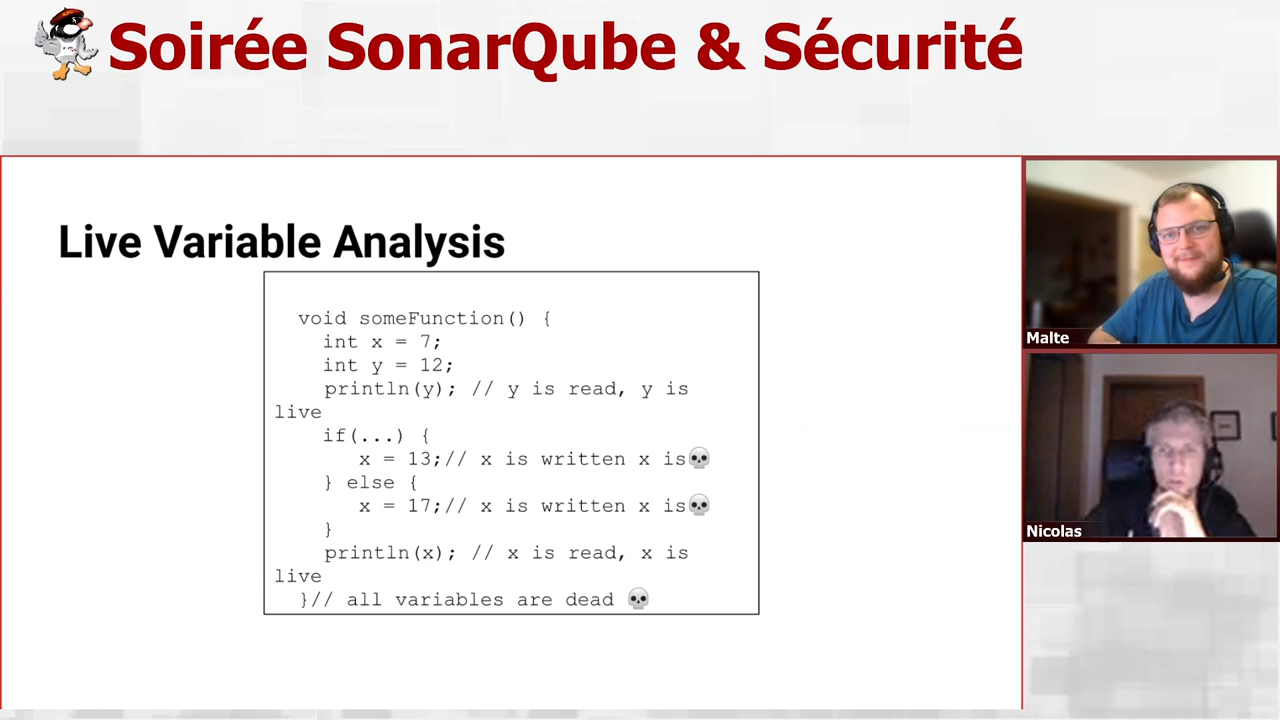 Soirée SonarQube & Sécurité
Live Variable Analysis
void someFunction() {
int x = 7;
int y = 12;
println(y); // y is read, y is
live
if(...) {
x = 13;// x is written x is💀
} else {
x = 17;// x is written x is💀
}
println(x); // x is read, x is
live
}// all variables are dead 💀
Malte
Nicolas